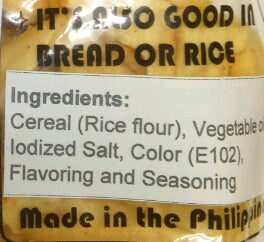 IT'S ALSO GOOD IN
BREAD OR RICE
Ingredients:
Cereal (Rice flour), Vegetable
Iodized Salt, Color (E102),
Flavoring and Seasoning
Made in the